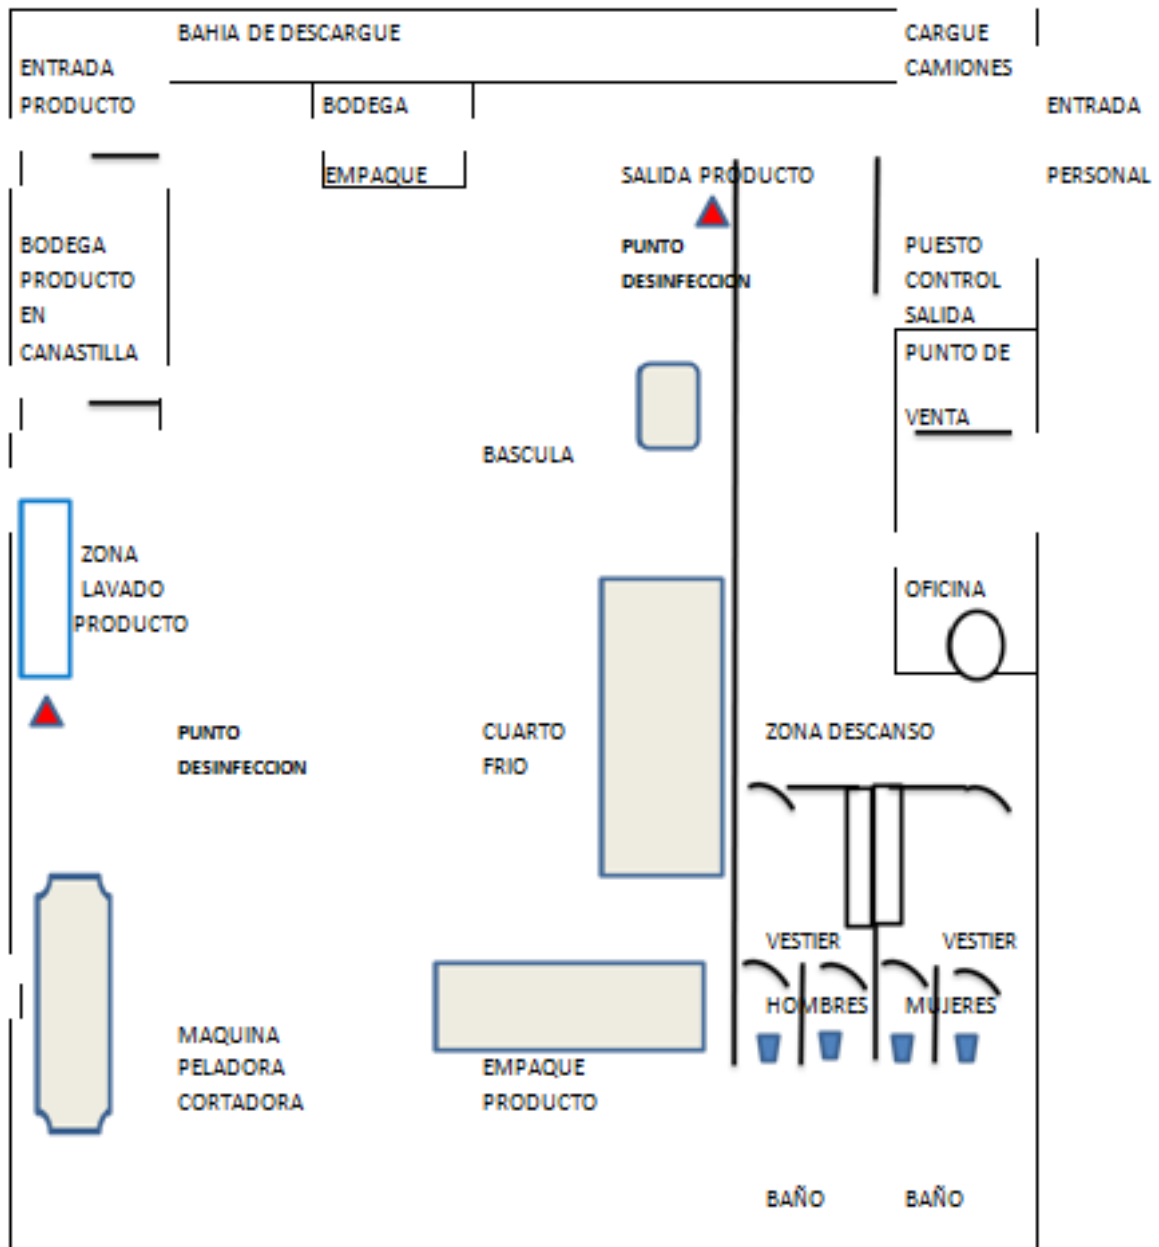 BAHIA DE DESCARGUE
CARGUE
CAMIONES
ENTRADA
PRODUCTO
BODEGA
EMPAQUE
ENTRADA
PERSONAL
SALIDA PRODUCTO
PUNTO
DESINFECCION
BODEGA
PRODUCTO
EN
CANASTILLA
PUESTO
CONTROL
SALIDA
PUNTO DE
VENTA
BASCULA
ZONA
LAVADO
PRODUCTO
OFICINA
PUNTO
DESINFECCION
CUARTO
FRIO
ZONA DESCANSO
VESTIER
HOMBRES
VESTIER
MUJERES
MAQUINA
PELADORA
CORTADORA
EMPAQUE
PRODUCTO
BAÑO
BAÑO